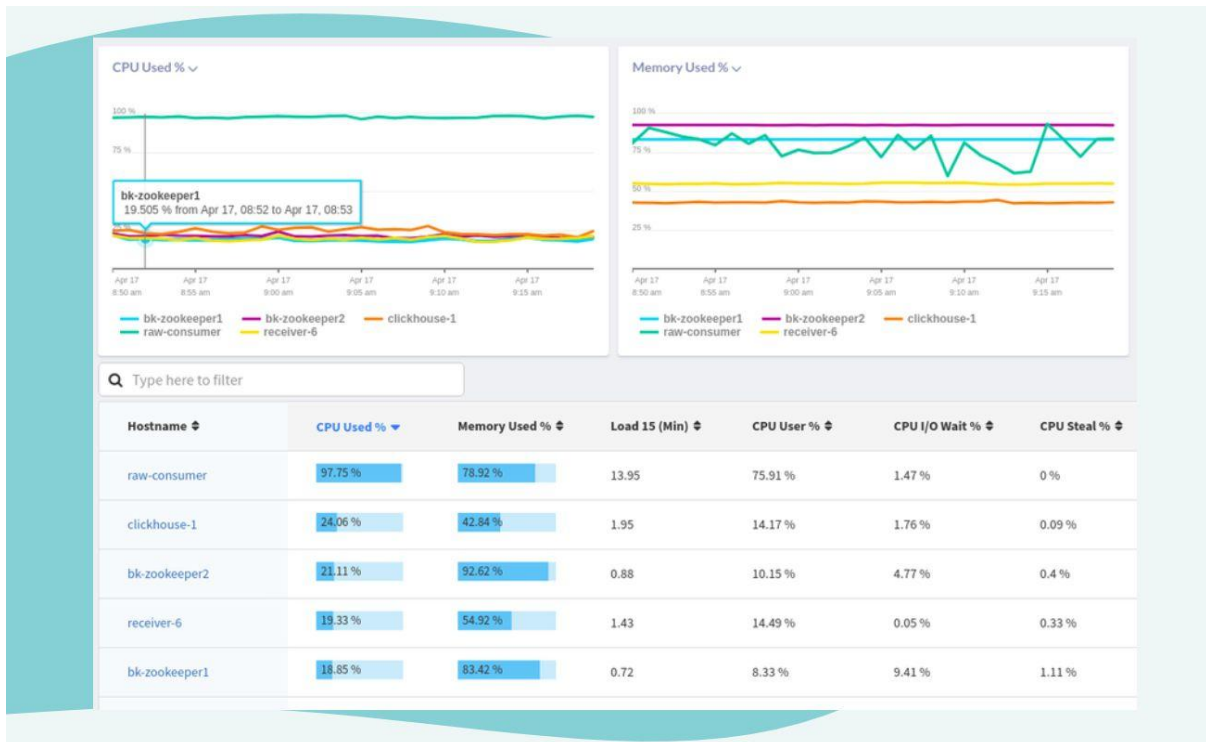 CPU Used %
100 %
75 %
bk-zookeeper1
19.505 % from Apr 17, 08:52 to Apr 17, 08:53
Apr 17 Apr 17 Apr 17 Apr 17 Apr 17 Apr 17
8:50 am 8:55 am 9:00 am 9:05 am 9:10 am 9:15 am
bk-zookeeper1 bk-zookeeper2 clickhouse-1
raw-consumer receiver-6
Memory Used %
100 %
75 %
50 %
25 %
Apr 17 Apr 17 Apr 17 Apr 17 Apr 17 Apr 17
8:50 am 8:55 am 9:00 am 9:05 am 9:10 am 9:15 am
bk-zookeeper1 bk-zookeeper2 clickhouse-1
raw-consumer receiver-6
Type here to filter
Hostname CPU Used % Memory Used % Load 15 (Min) CPU User % CPU I/O Wait % CPU Steal %
raw-consumer 97.75 % 78.92 % 13.95 75.91 % 1.47 % 0 %
clickhouse-1 24.06 % 42.84 % 1.95 14.17 % 1.76 % 0.09 %
bk-zookeeper2 21.11 % 92.62 % 0.88 10.15 % 4.77 % 0.4 %
receiver-6 19.33 % 54.92 % 1.43 14.49 % 0.05 % 0.33 %
bk-zookeeper1 18.85 % 83.42 % 0.72 8.33 % 9.41 % 1.11 %